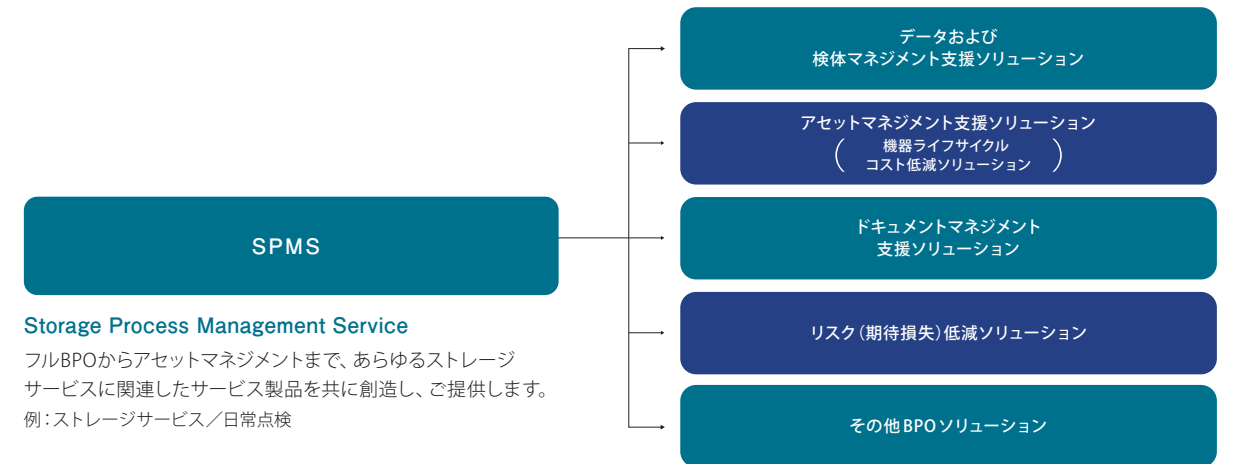 SPMS
Storage Process Management Service
フルBPOからアセットマネジメントまで、あらゆるストレージ
サービスに関連したサービス製品を共に創造し、ご提供します。
例：ストレージサービス／日常点検
データおよび
検体マネジメント支援ソリューション
アセットマネジメント支援ソリューション
（ 機器ライフサイクル
コスト低減ソリューション ）
ドキュメントマネジメント
支援ソリューション
リスク（期待損失）低減ソリューション
その他BPOソリューション